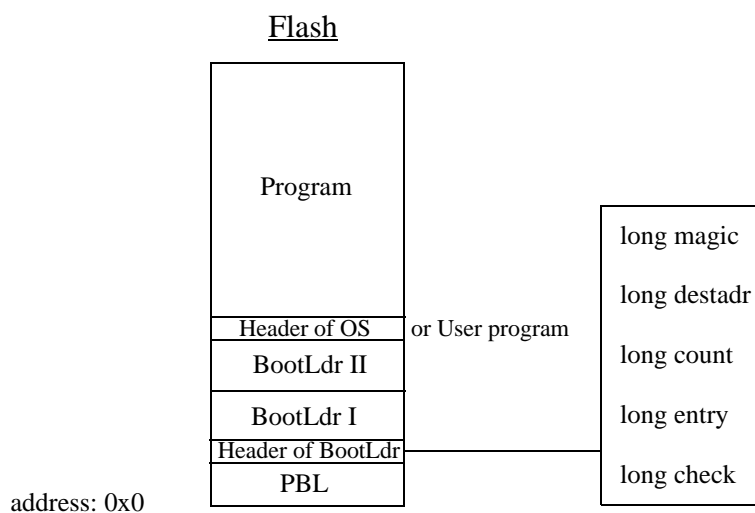 Flash
Program
Header of OS or User program
BootLdr II
BootLdr I
Header of BootLdr
PBL
address: 0x0
long magic
long destadr
long count
long entry
long check